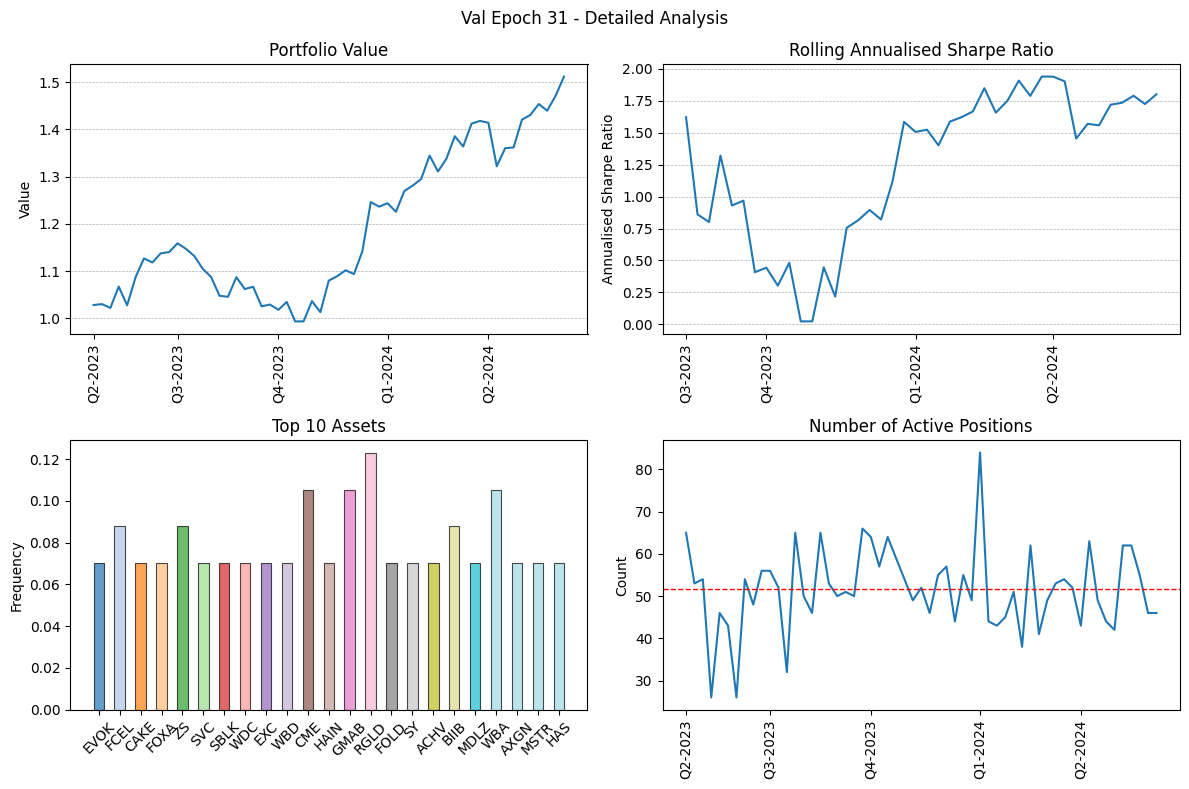 Val Epoch 31 - Detailed Analysis
Portfolio Value
Value
1.5
1.4
1.3
1.2
1.1
1.0
Q2-2023
Q3-2023
Q4-2023
Q1-2024
Q2-2024
Rolling Annualised Sharpe Ratio
Annualised Sharpe Ratio
2.00
1.75
1.50
1.25
1.00
0.75
0.50
0.25
0.00
Q3-2023
Q4-2023
Q1-2024
Q2-2024
Top 10 Assets
Frequency
0.12
0.10
0.08
0.06
0.04
0.02
0.00
EVOK
FCEL
CAKE
FOXA
ZS
SVC
SBLK
WDC
EXC
WBD
CME
HAIN
GMAB
RGLD
FOLD
SY
ACHV
BIIB
MDLZ
WBA
AXGN
MSTR
HAS
Number of Active Positions
Count
80
70
60
50
40
30
Q2-2023
Q3-2023
Q4-2023
Q1-2024
Q2-2024